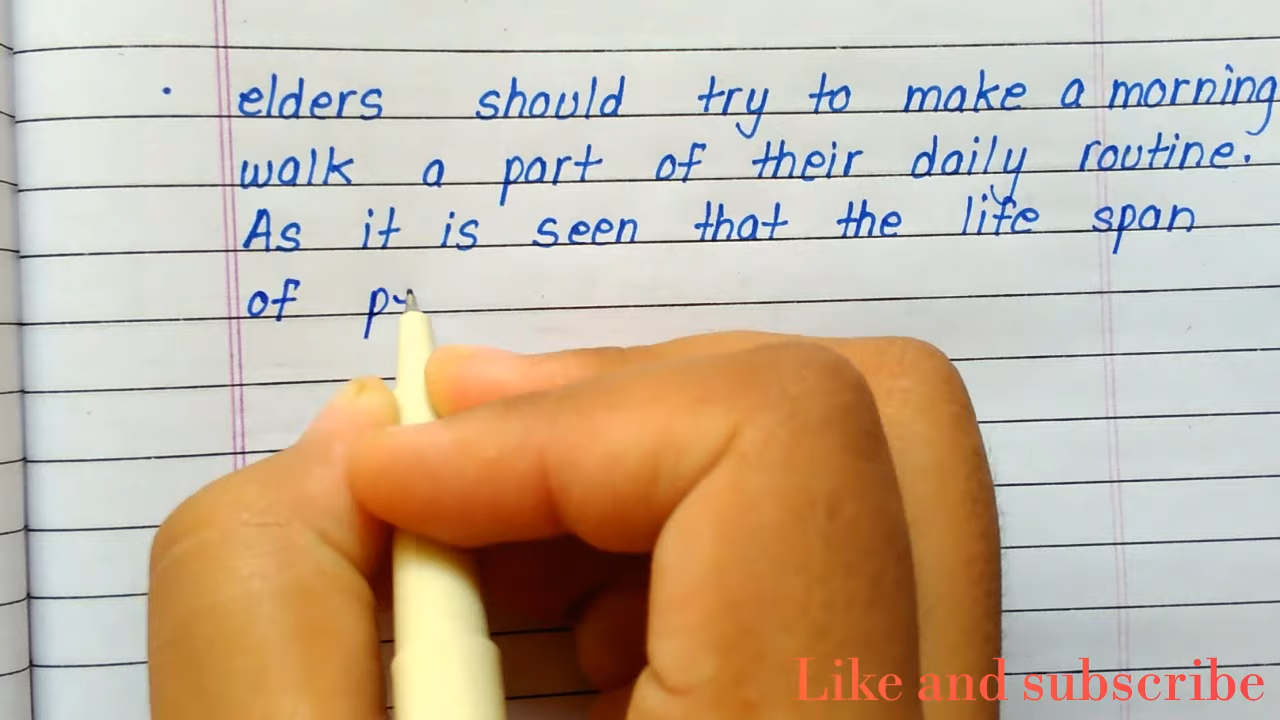 elders should try to make a morning
walk a part of their daily routine.
As it is seen that the life span
of
Like and subscribe